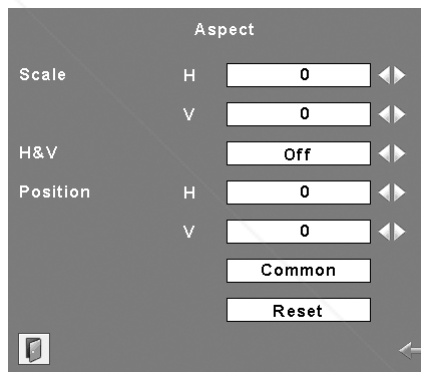 Aspect
Scale H 0
V 0
H&V Off
Position H 0
V 0
Common
Reset